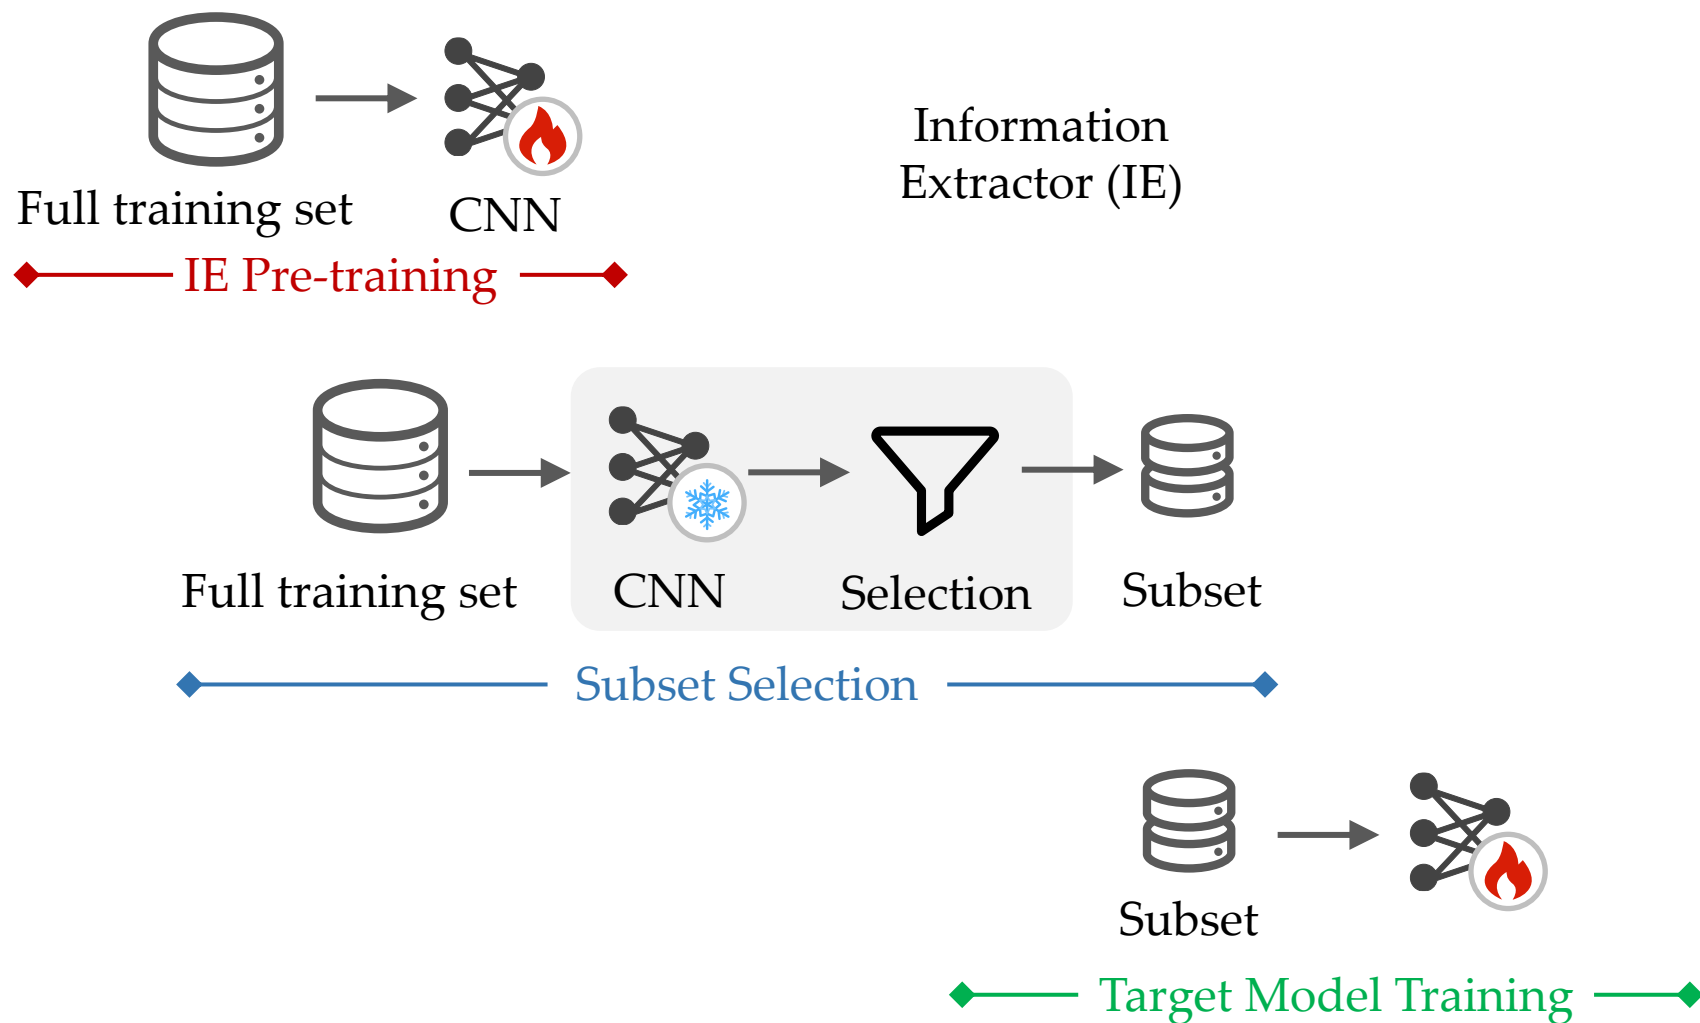 Information
Extractor (IE)
Full training set
CNN
IE Pre-training
Full training set
CNN
Selection
Subset
Subset Selection
Subset
Target Model Training